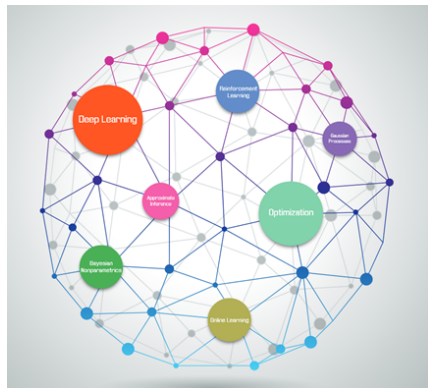 Reinforcement
Learning
Deep Learning
Gaussian
Processes
Approximate
Inference
Optimization
Bayesian
Nonparametrics
Online Learning